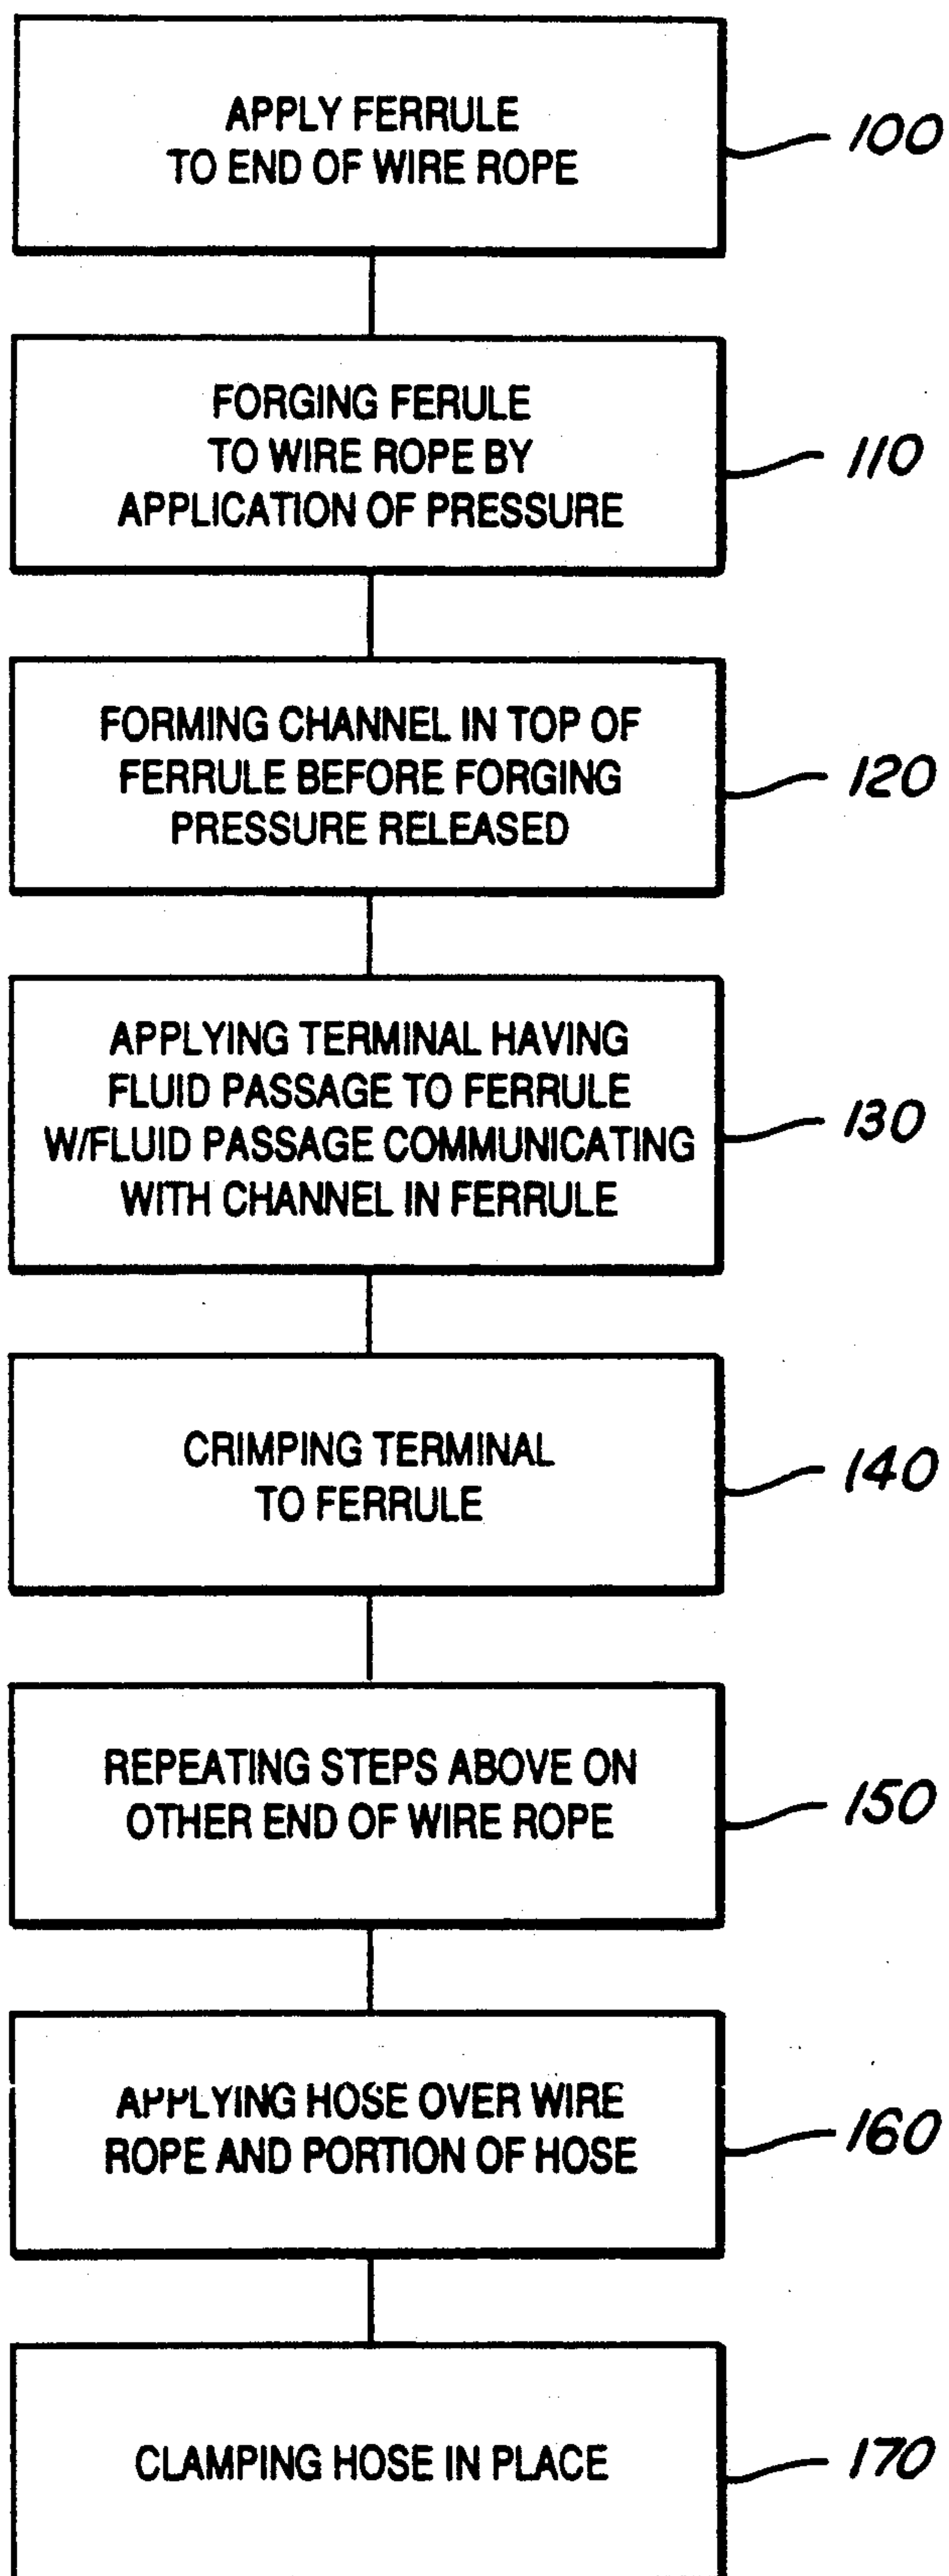 APPLY FERRULE
TO END OF WIRE ROPE
100
FORGING FERULE
TO WIRE ROPE BY
APPLICATION OF PRESSURE
110
FORMING CHANNEL IN TOP OF
FERRULE BEFORE FORGING
PRESSURE RELEASED
120
APPLYING TERMINAL HAVING
FLUID PASSAGE TO FERRULE
W/FLUID PASSAGE COMMUNICATING
WITH CHANNEL IN FERRULE
130
CRIMPING TERMINAL
TO FERRULE
140
REPEATING STEPS ABOVE ON
OTHER END OF WIRE ROPE
150
APPLYING HOSE OVER WIRE
ROPE AND PORTION OF HOSE
160
CLAMPING HOSE IN PLACE
170